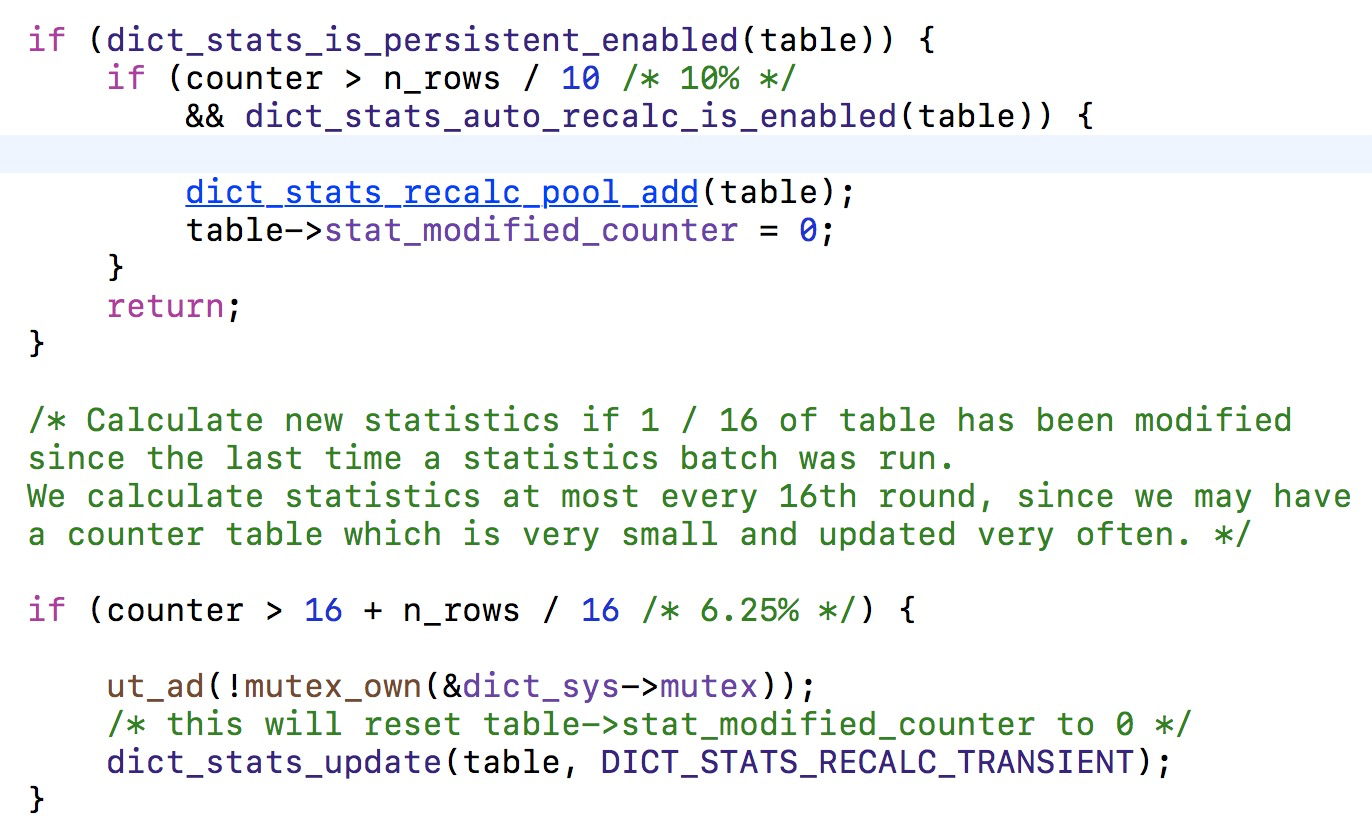 if (dict_stats_is_persistent_enabled(table)) {
    if (counter > n_rows / 10 /* 10% */
        && dict_stats_auto_recalc_is_enabled(table)) {

        dict_stats_recalc_pool_add(table);
        table->stat_modified_counter = 0;
    }
    return;
}

/* Calculate new statistics if 1 / 16 of table has been modified
since the last time a statistics batch was run.
We calculate statistics at most every 16th round, since we may have
a counter table which is very small and updated very often. */

if (counter > 16 + n_rows / 16 /* 6.25% */) {

    ut_ad(!mutex_own(&dict_sys->mutex));
    /* this will reset table->stat_modified_counter to 0 */
    dict_stats_update(table, DICT_STATS_RECALC_TRANSIENT);
}